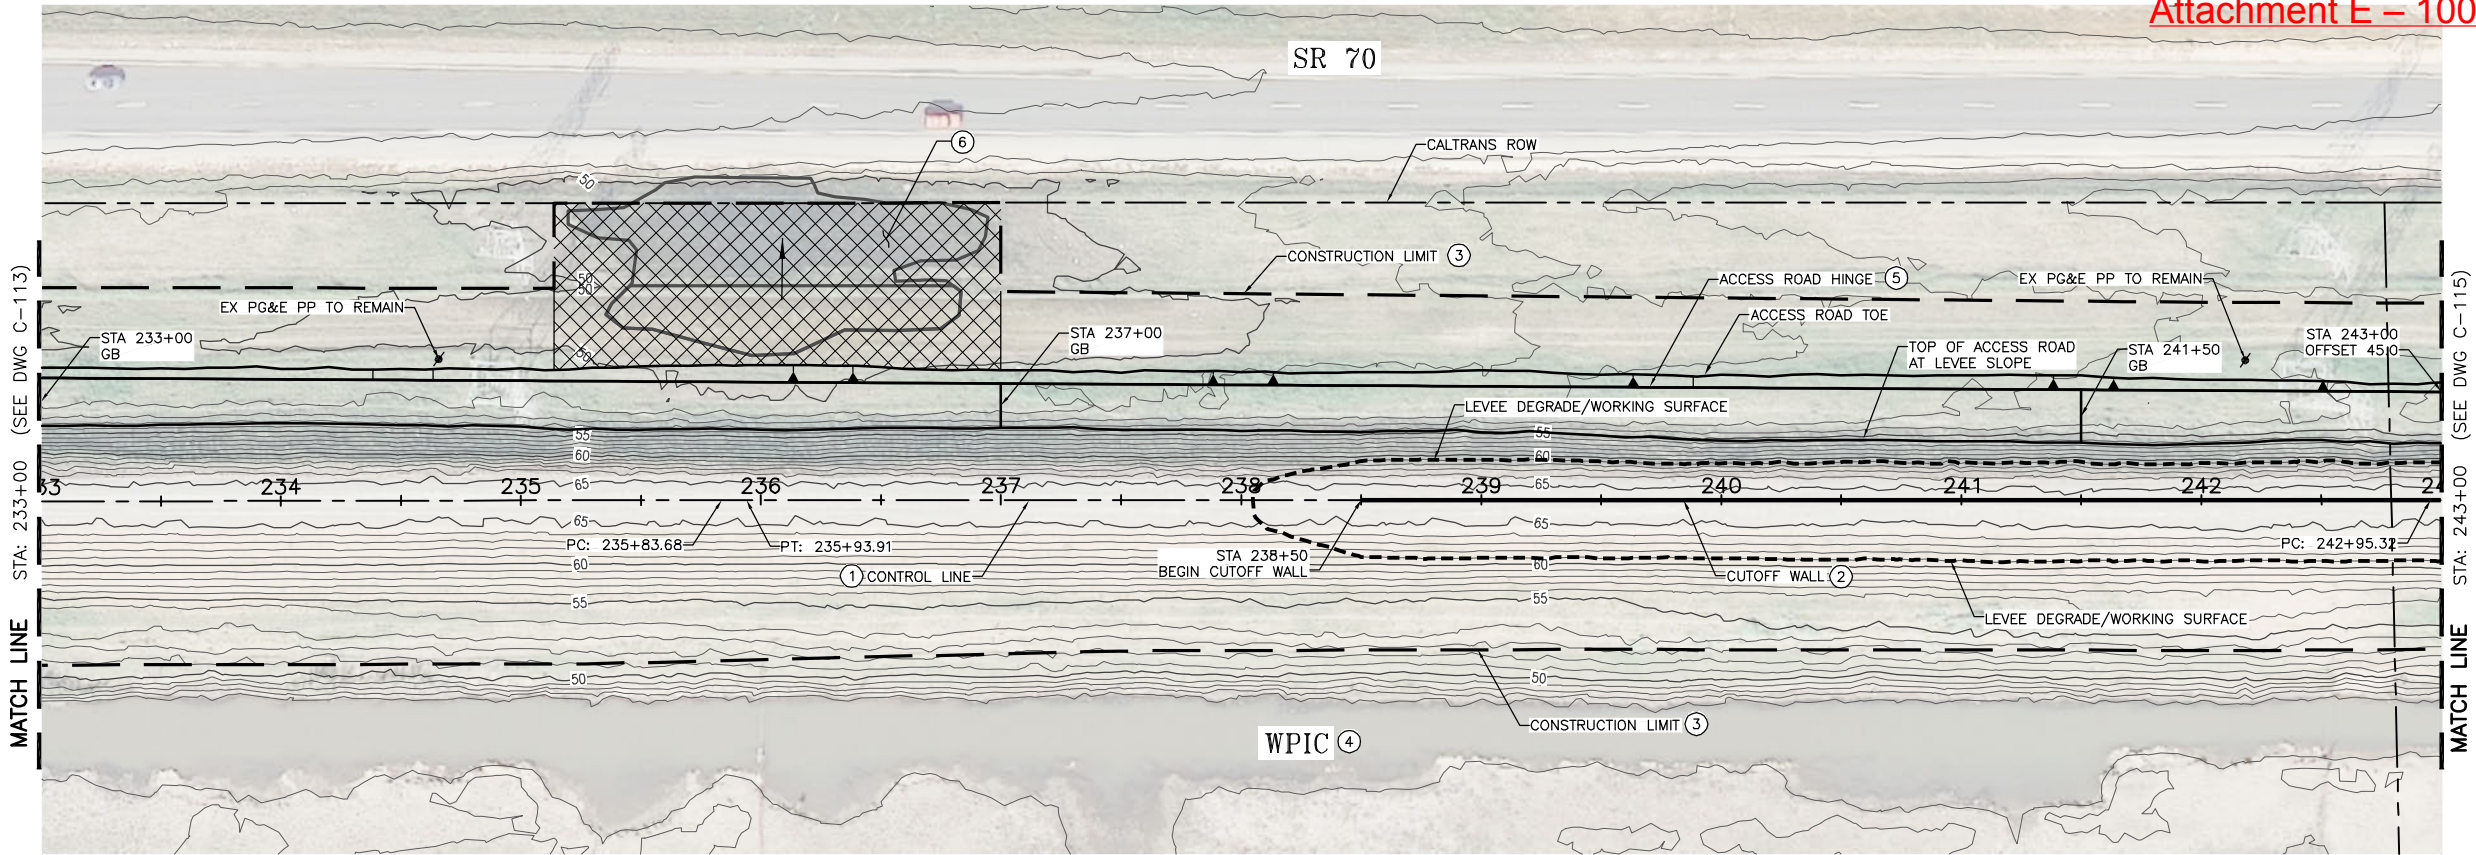 Attachment E – 100
SR 70
6
CALTRANS ROW
50
CONSTRUCTION LIMIT 3
ACCESS ROAD HINGE 5
EX PG&E PP TO REMAIN
50
50
EX PG&E PP TO REMAIN
ACCESS ROAD TOE
STA 233+00
GB
STA 237+00
GB
50
TOP OF ACCESS ROAD
AT LEVEE SLOPE
STA 241+50
GB
STA 243+00
OFFSET 45.0
LEVEE DEGRADE/WORKING SURFACE
55
55
60
60
65
65
234
235
236
237
238
239
240
241
242
65
65
PC: 235+83.68
PT: 235+93.91
PC: 242+95.32
STA 238+50
BEGIN CUTOFF WALL
60
60
1 CONTROL LINE
CUTOFF WALL 2
55
55
LEVEE DEGRADE/WORKING SURFACE
50
50
CONSTRUCTION LIMIT 3
WPIC 4
MATCH LINE STA: 233+00 (SEE DWG C-113)
MATCH LINE STA: 243+00 (SEE DWG C-115)